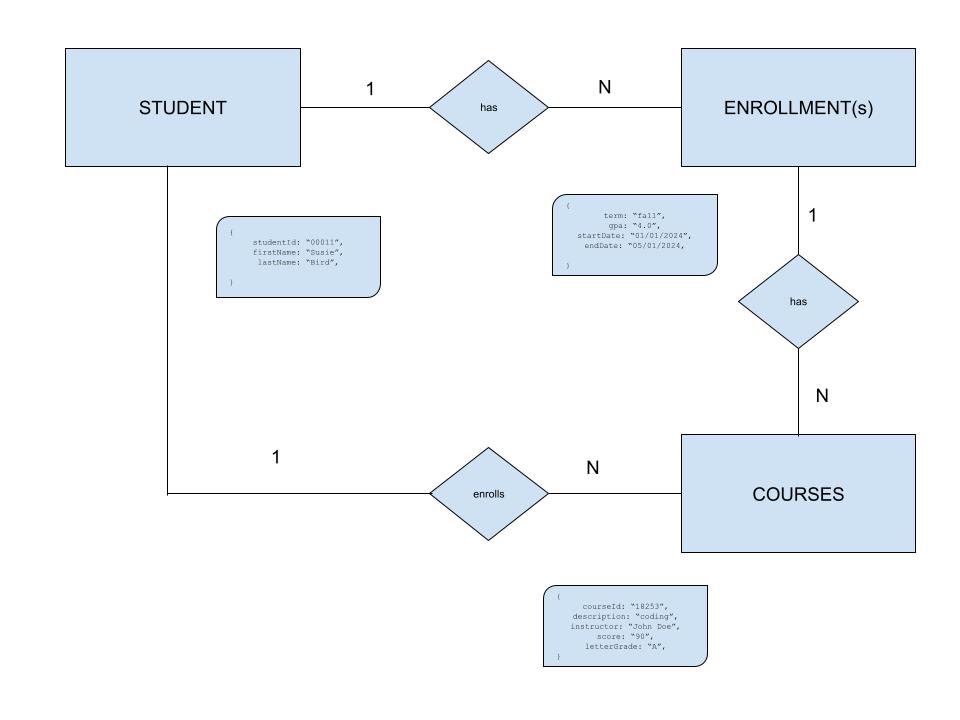 STUDENT
1
has
N
ENROLLMENT(s)
{
studentId: “00011”,
firstName: “Susie”,
lastName: “Bird”,
}
{
term: “fall”,
gpa: “4.0”,
startDate: “01/01/2024”,
endDate: “05/01/2024,
}
1
has
N
1
enrolls
N
COURSES
{
courseId: “18253”,
description: “coding”,
instructor: “John Doe”,
score: “90”,
letterGrade: “A”,
}